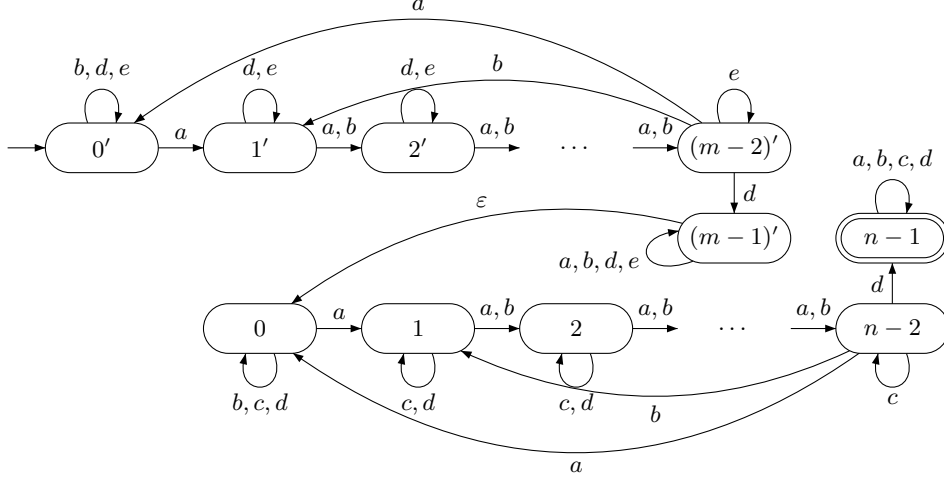 a
b, d, e
d, e
d, e
b
e
0′ a 1′ a, b 2′ a, b ··· a, b (m − 2)′
a, b, c, d
d
ε
(m − 1)′ n − 1
a, b, d, e
d
0 a 1 a, b 2 a, b ··· a, b n − 2
b, c, d
c, d
c, d
b
c
a